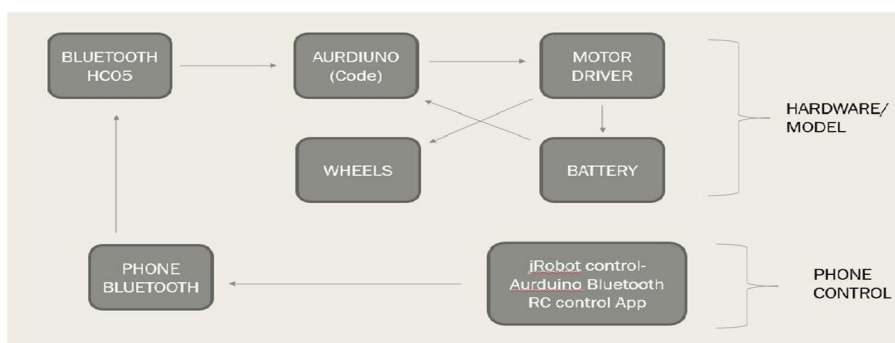 BLUETOOTH
HC05
AURDIUNO
(Code)
MOTOR
DRIVER
HARDWARE/
MODEL
WHEELS
BATTERY
PHONE
BLUETOOTH
jRobot control-
Aurduino Bluetooth
RC control App
PHONE
CONTROL